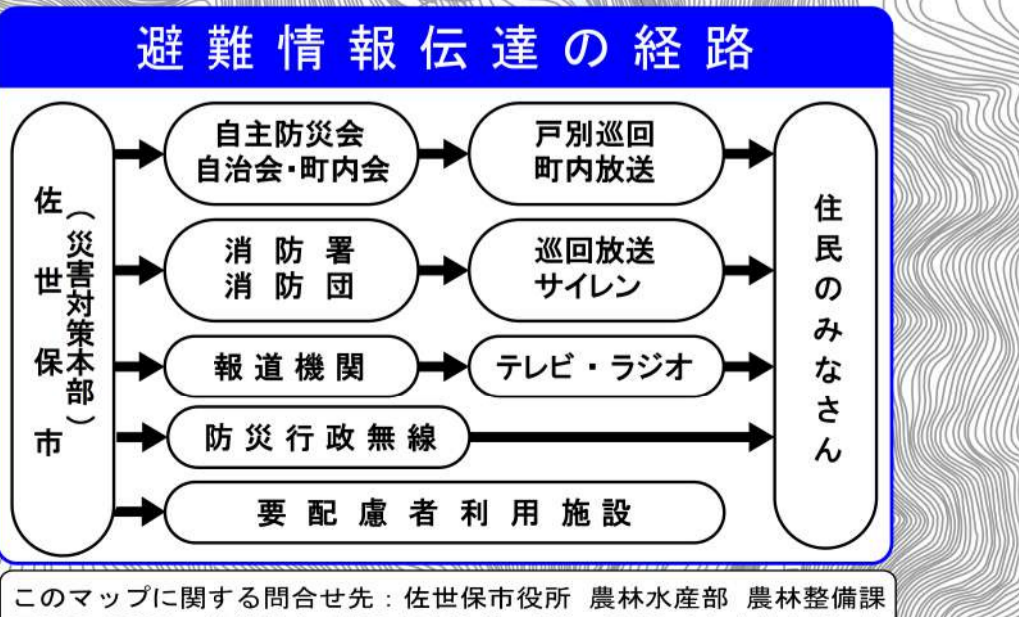 避難情報伝達の経路
佐世保市
（災害対策本部）
自主防災会
自治会・町内会
戸別巡回
町内放送
消防署
消防団
巡回放送
サイレン
報道機関
テレビ・ラジオ
防災行政無線
要配慮者利用施設
住民のみなさん
このマップに関する問合せ先：佐世保市役所 農林水産部 農林整備課